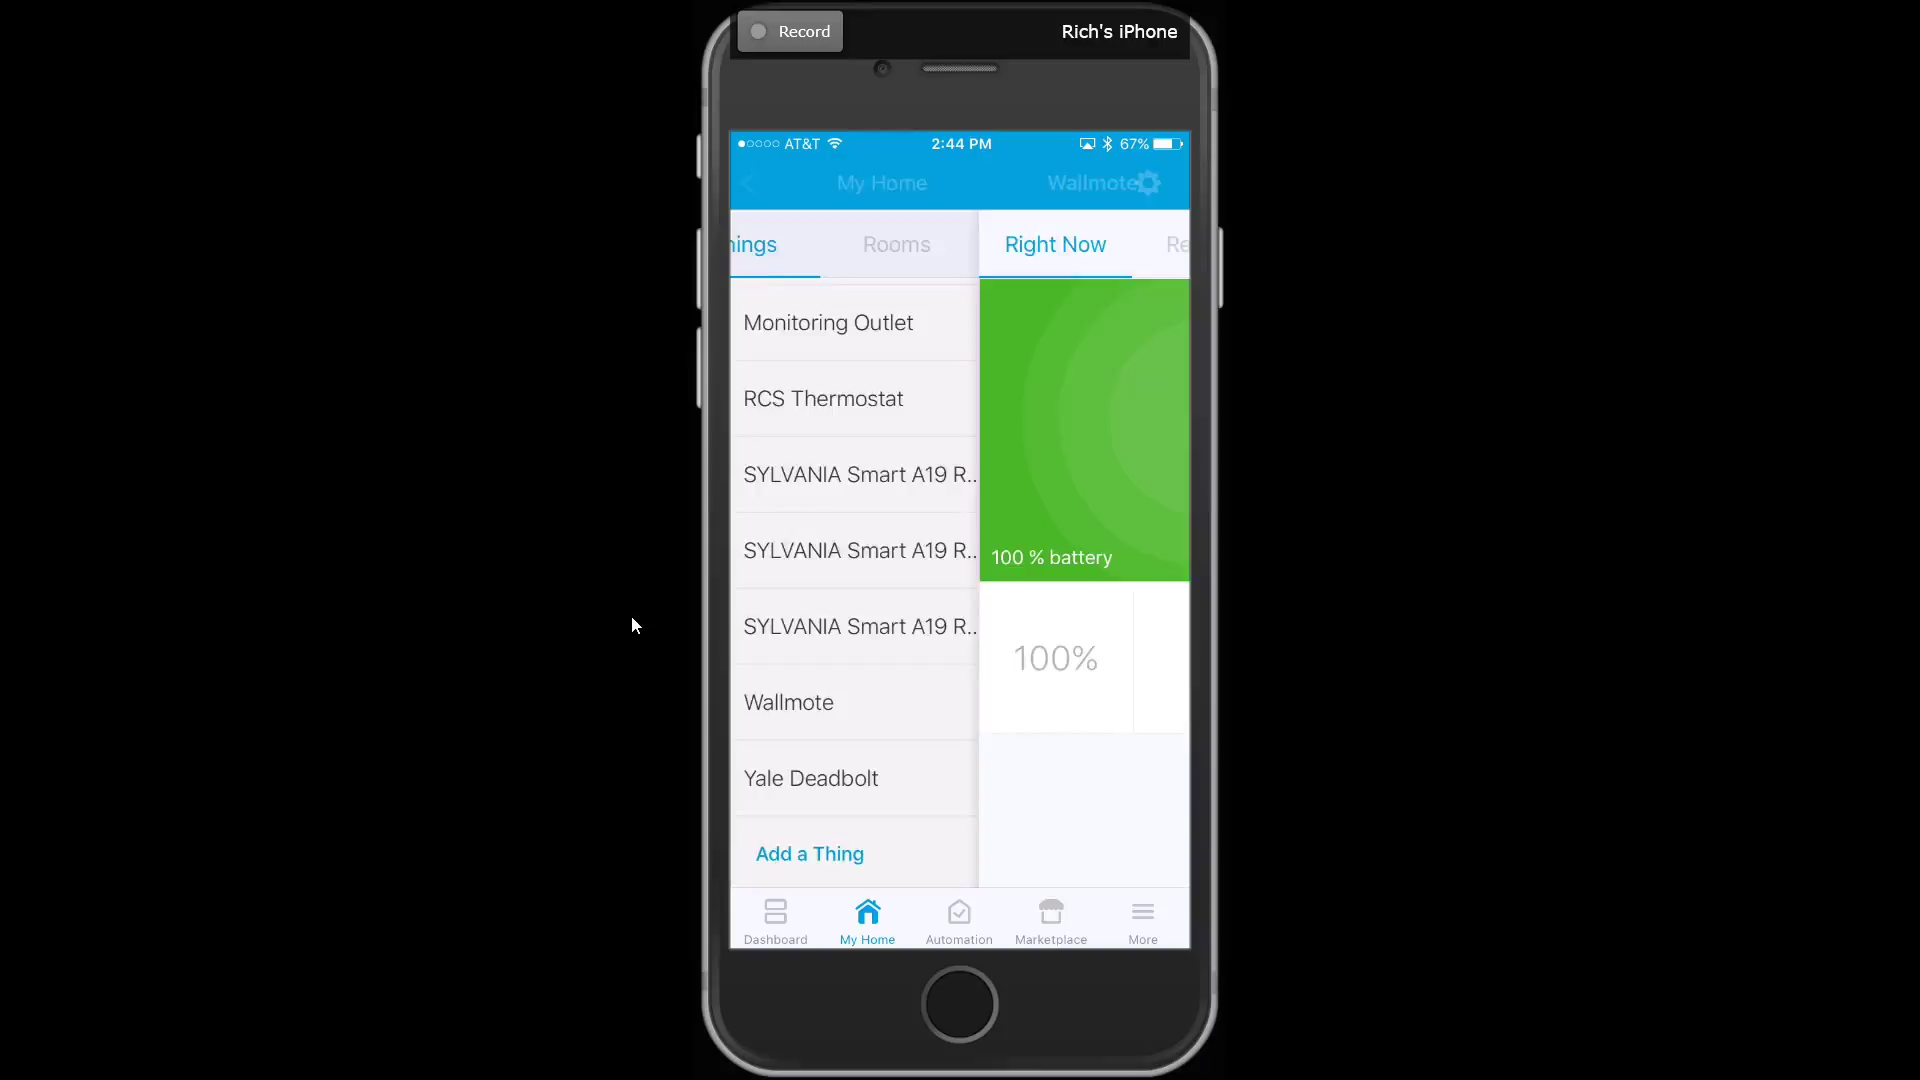 Record
Rich's iPhone
AT&T
2:44 PM
67%
My Home
Wallmote
hings
Rooms
Right Now
Re
Monitoring Outlet
RCS Thermostat
SYLVANIA Smart A19 R..
SYLVANIA Smart A19 R..
100 % battery
SYLVANIA Smart A19 R..
100%
Wallmote
Yale Deadbolt
Add a Thing
Dashboard
My Home
Automation
Marketplace
More